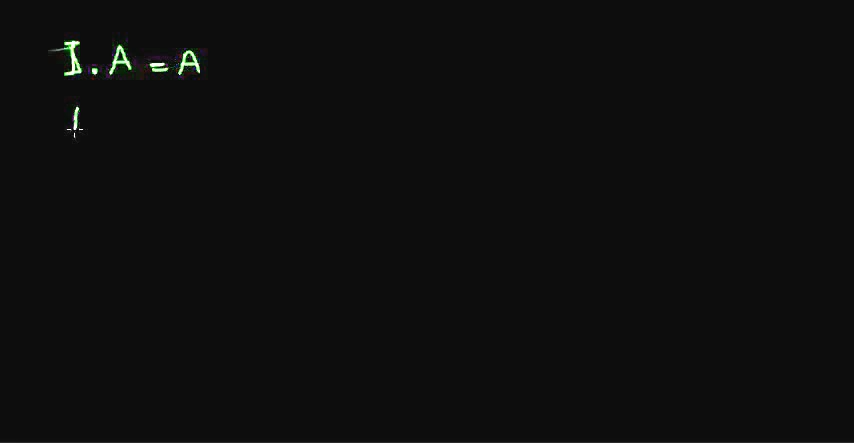 I . A = A